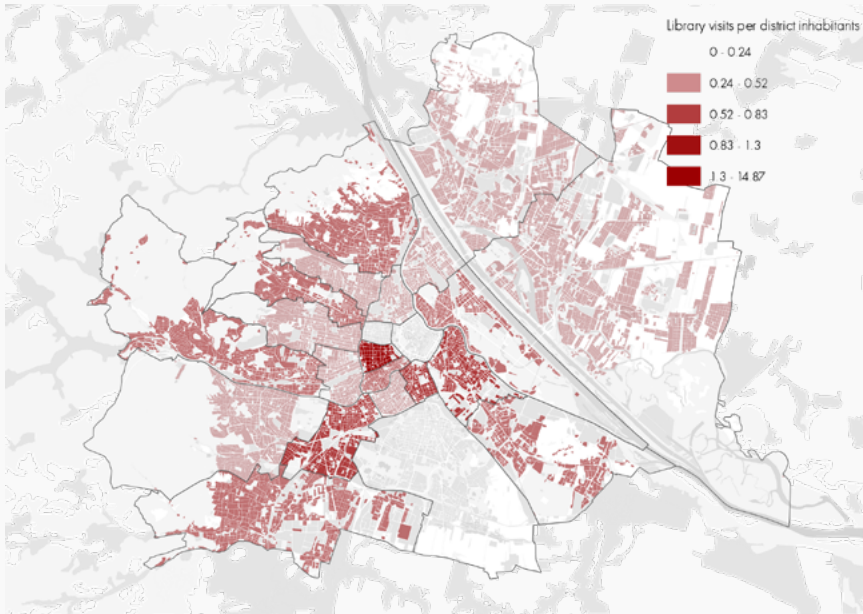 Library visits per district inhabitants
0 - 0.24
0.24 - 0.52
0.52 - 0.83
0.83 - 1.3
1.3 - 14.87